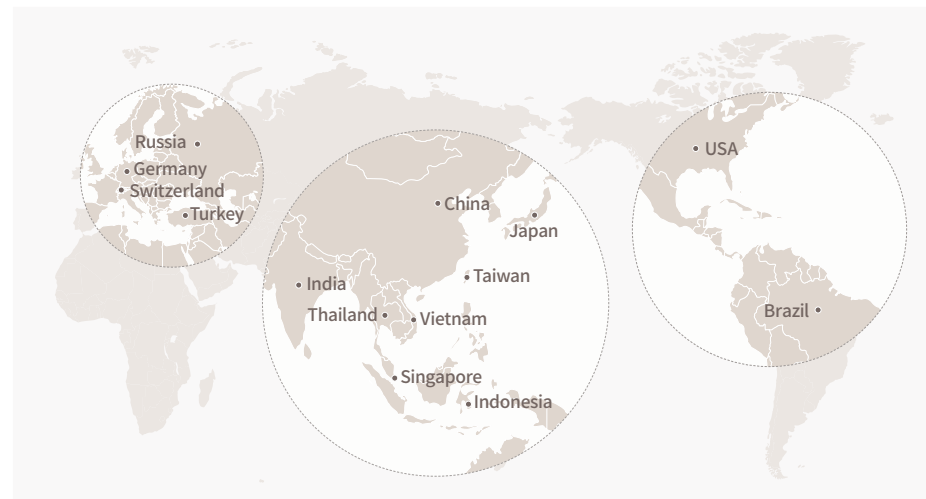 Russia
Germany
Switzerland
Turkey
China
Japan
Taiwan
India
Thailand
Vietnam
Singapore
Indonesia
USA
Brazil